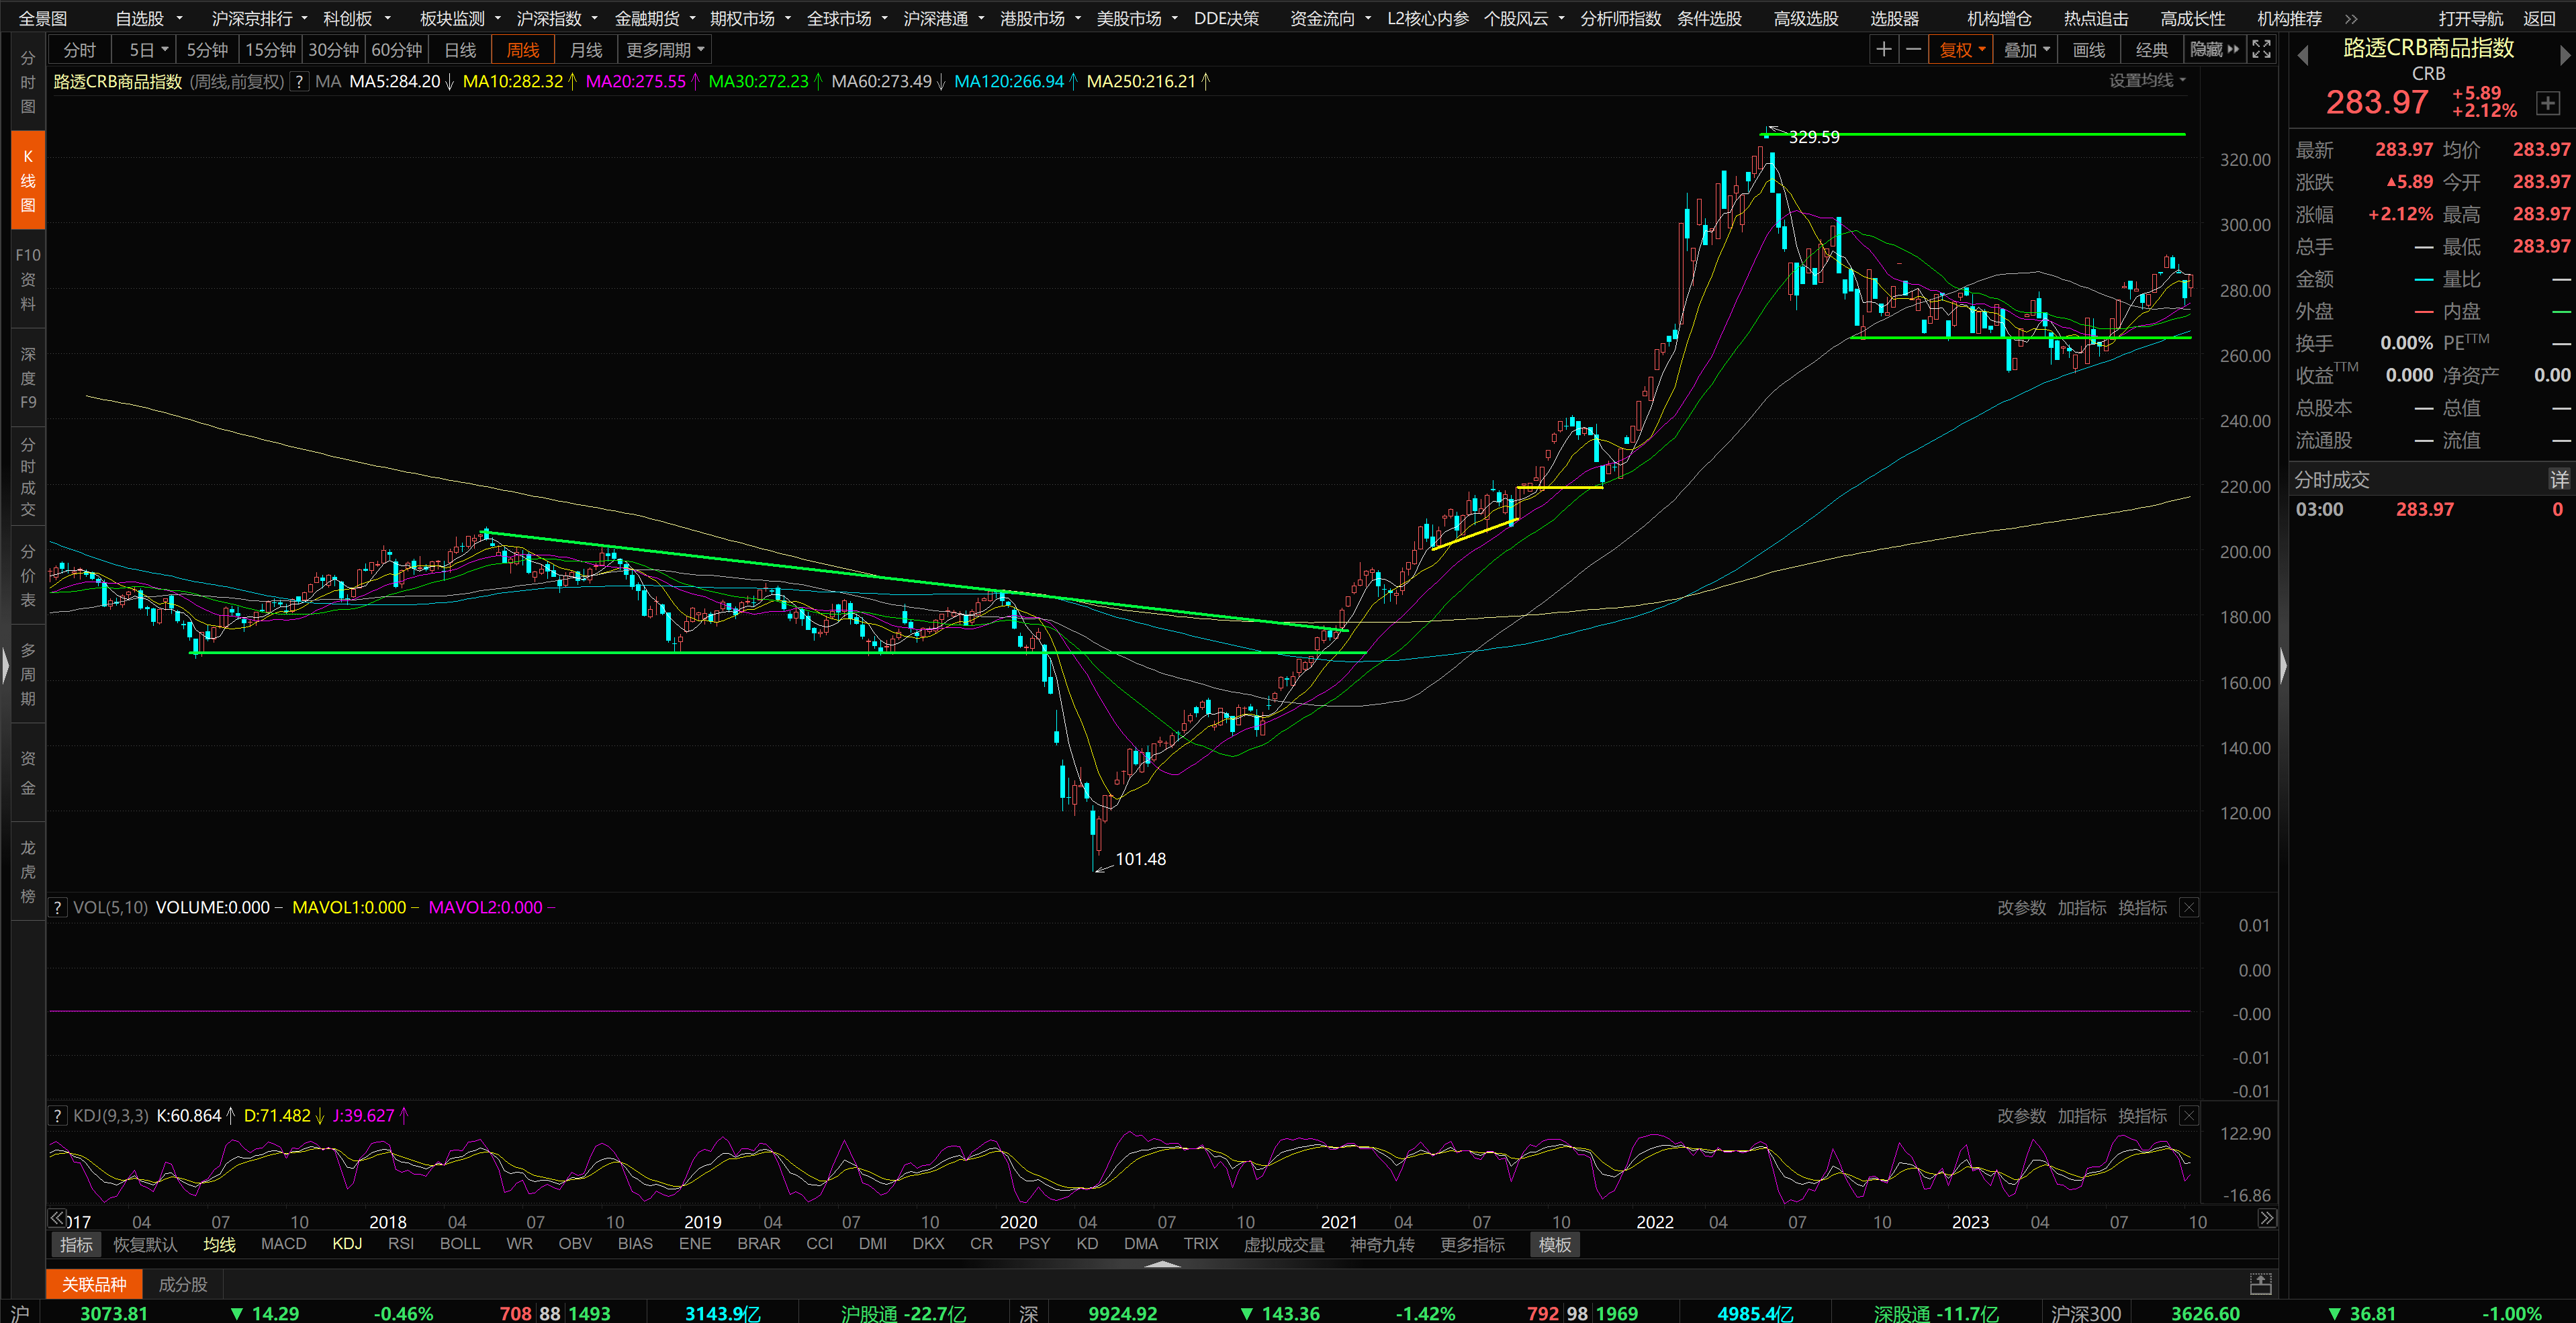 全景图 自选股 沪深京排行 科创板 板块监测 沪深指数 金融期货 期权市场 全球市场 沪深港通 港股市场 美股市场 DDE决策 资金流向 L2核心内参 个股风云 分析师指数 条件选股 高级选股 选股器 机构增仓 热点追击 高成长性 机构推荐 >> 打开导航 返回
分时 5日 5分钟 15分钟 30分钟 60分钟 日线 周线 月线 更多周期 + − 复权 叠加 画线 经典 隐藏
路透CRB商品指数 (周线,前复权) ? MA MA5:284.20↓ MA10:282.32↑ MA20:275.55↑ MA30:272.23↑ MA60:273.49↓ MA120:266.94↑ MA250:216.21↑ 设置均线
分时图
K线图
F10资料
深度F9
分时成交
分价表
多周期
资金
龙虎榜
329.59
101.48
320.00
300.00
280.00
260.00
240.00
220.00
200.00
180.00
160.00
140.00
120.00
? VOL(5,10) VOLUME:0.000 − MAVOL1:0.000 − MAVOL2:0.000 − 改参数 加指标 换指标
0.01
0.00
-0.00
-0.01
-0.01
? KDJ(9,3,3) K:60.864↑ D:71.482↓ J:39.627↑ 改参数 加指标 换指标
122.90
-16.86
017 04 07 10 2018 04 07 10 2019 04 07 10 2020 04 07 10 2021 04 07 10 2022 04 07 10 2023 04 07 10
指标 恢复默认 均线 MACD KDJ RSI BOLL WR OBV BIAS ENE BRAR CCI DMI DKX CR PSY KD DMA TRIX 虚拟成交量 神奇九转 更多指标 模板
关联品种 成分股
路透CRB商品指数
CRB
283.97 +5.89
+2.12%
最新 283.97 均价 283.97
涨跌 ▲5.89 今开 283.97
涨幅 +2.12% 最高 283.97
总手 — 最低 283.97
金额 — 量比 —
外盘 — 内盘 —
换手 0.00% PETTM —
收益TTM 0.000 净资产 0.00
总股本 — 总值 —
流通股 — 流值 —
分时成交 详
03:00 283.97 0
沪 3073.81 ▼ 14.29 -0.46% 708 88 1493 3143.9亿 沪股通 -22.7亿 深 9924.92 ▼ 143.36 -1.42% 792 98 1969 4985.4亿 深股通 -11.7亿 沪深300 3626.60 ▼ 36.81 -1.00%